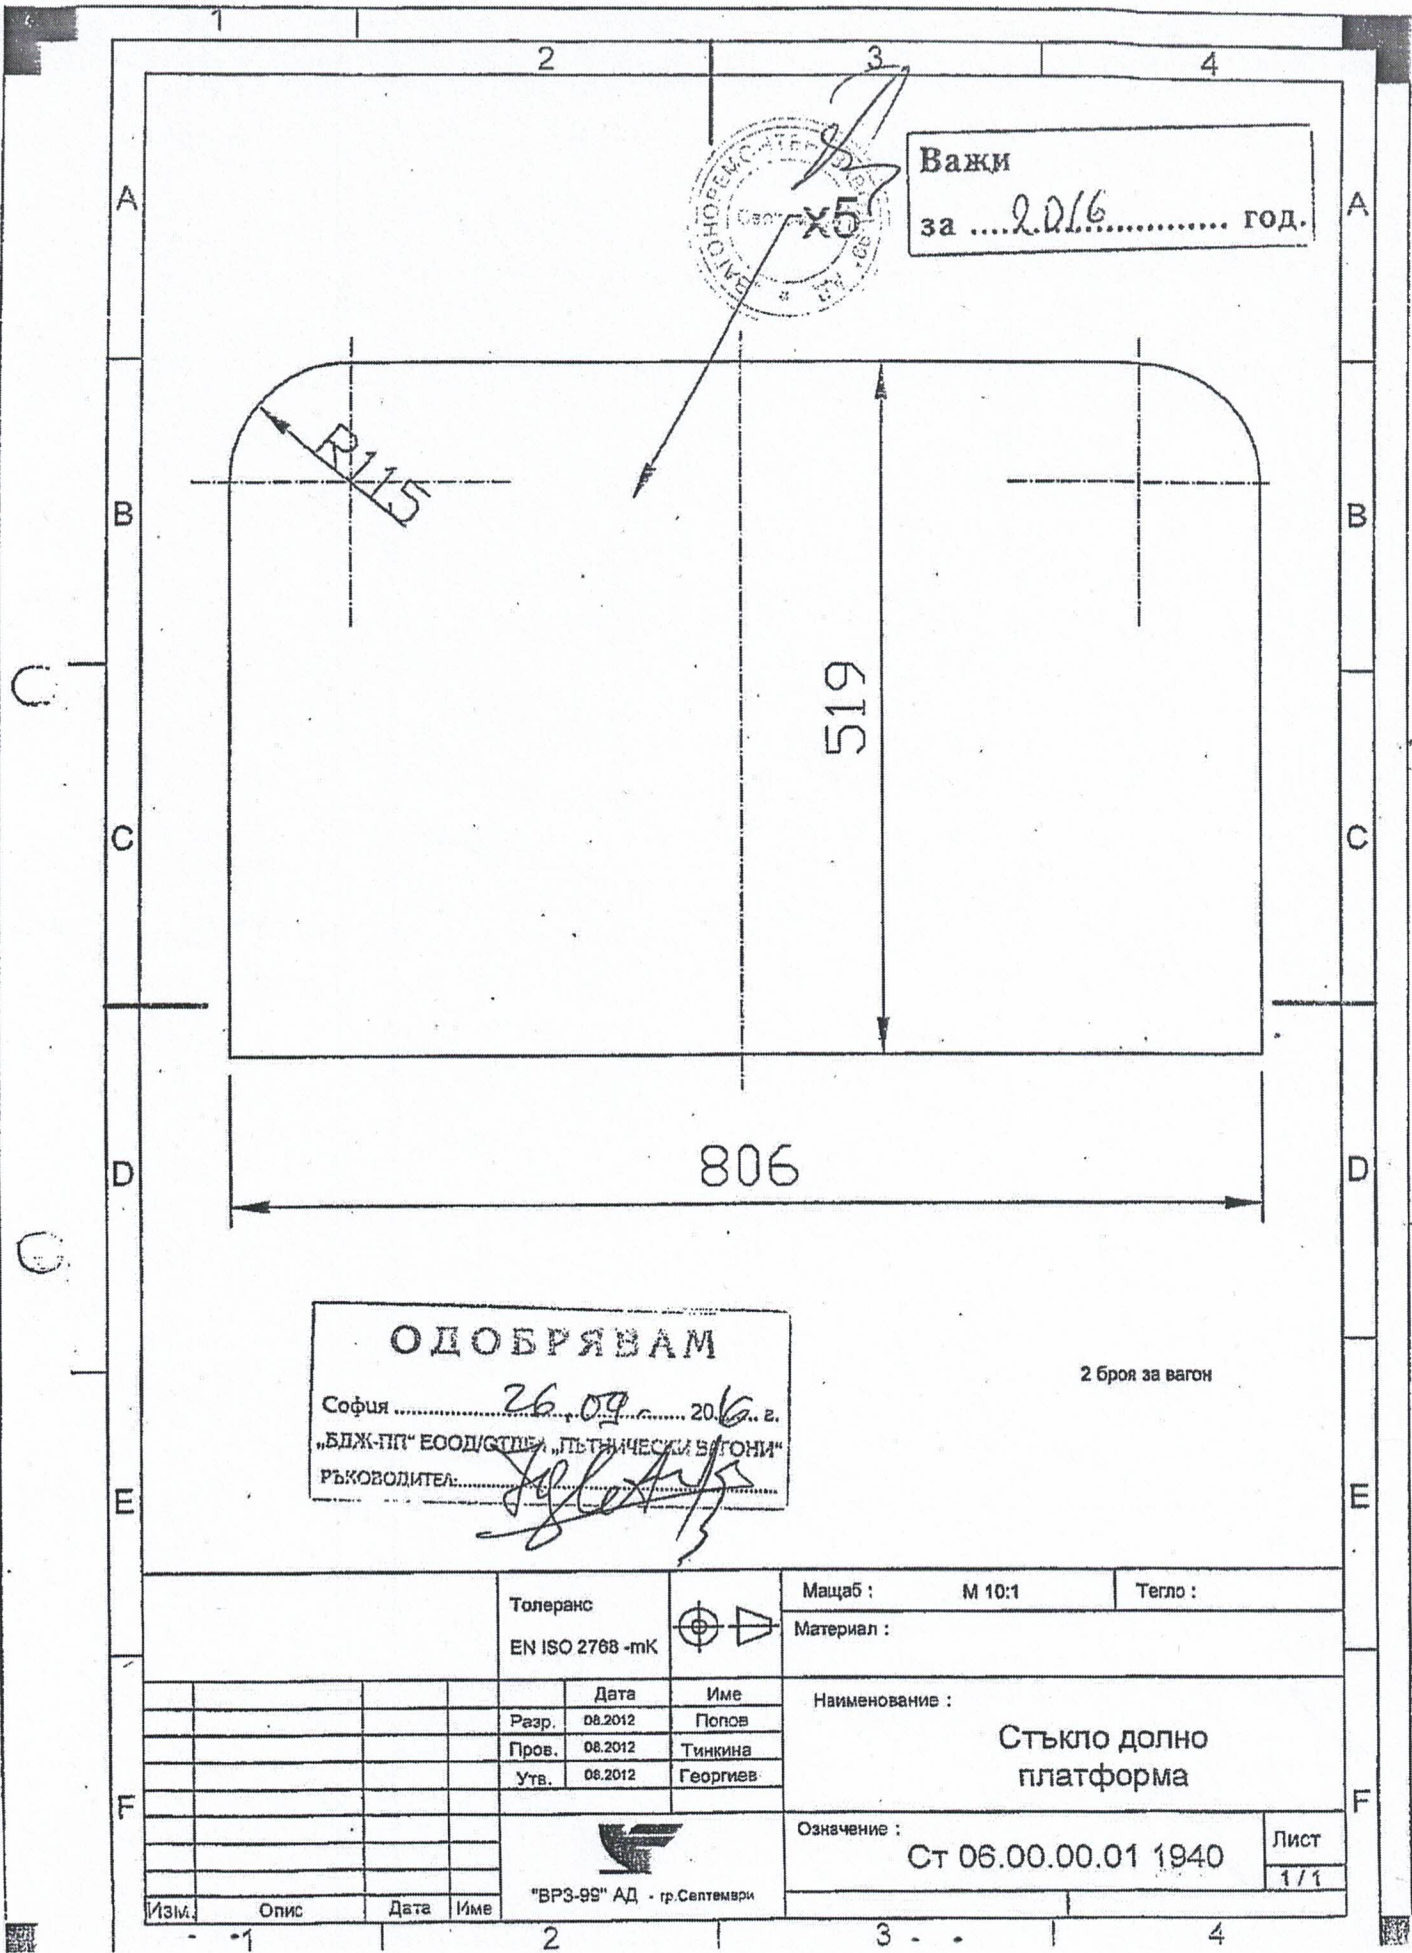 1
2 3 4
A A
Важи
за ....2016................ год.
ВАГОНОРЕМОНТЕН
x5
R115
B B
519
C C
806
D D
ОДОБРЯВАМ
2 броя за вагон
София ........ 26.09. ........ 2016 г.
„БДЖ-ПП“ ЕООД/ОТДЕЛ „ПЪТНИЧЕСКИ ВАГОНИ“
РЪКОВОДИТЕЛ:
E E
Толеранс
EN ISO 2768 -mK
Мащаб : М 10:1 Тегло :
Материал :
Дата Име
Разр. 08.2012 Попов
Пров. 08.2012 Тинкина
Утв. 08.2012 Георгиев
Наименование :
Стъкло долно
платформа
F F
Означение :
Ст 06.00.00.01 1940
Лист
1 / 1
"ВРЗ-99" АД - гр.Септември
Изм. Опис Дата Име
1 2 3 4